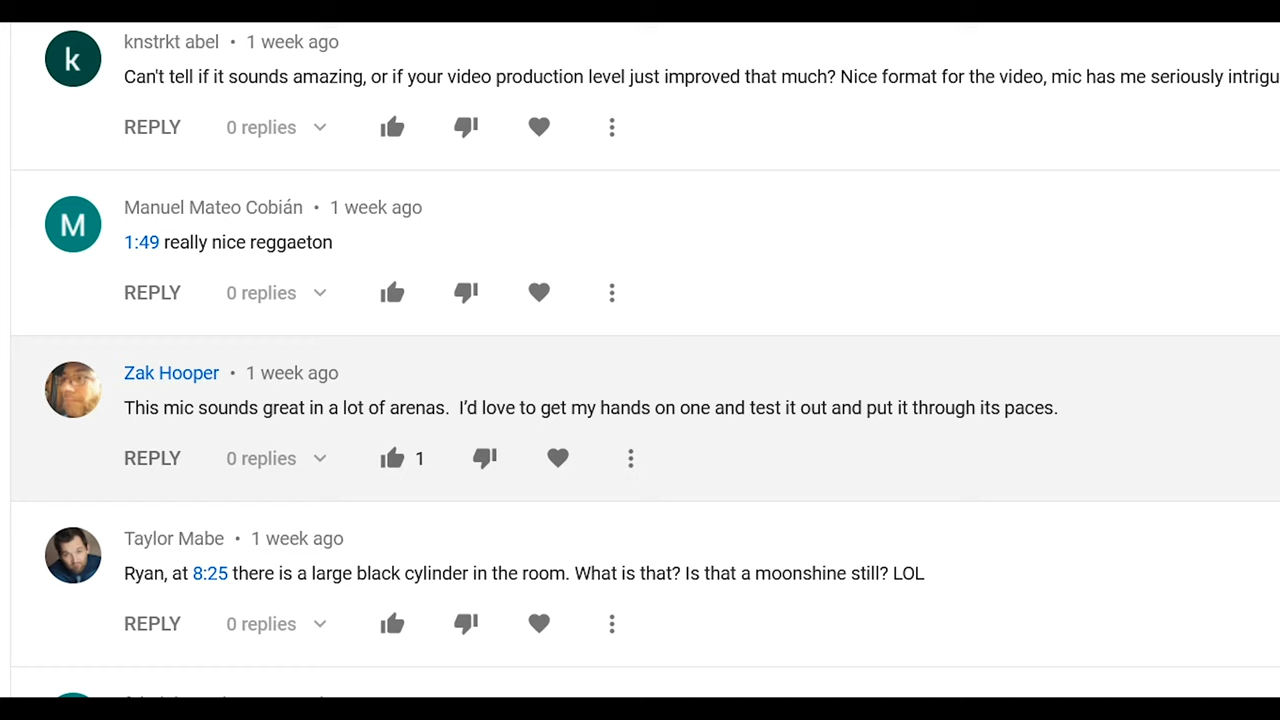 k
knstrkt abel • 1 week ago
Can't tell if it sounds amazing, or if your video production level just improved that much? Nice format for the video, mic has me seriously intrigu
REPLY 0 replies
M
Manuel Mateo Cobián • 1 week ago
1:49 really nice reggaeton
REPLY 0 replies
Zak Hooper • 1 week ago
This mic sounds great in a lot of arenas.  I’d love to get my hands on one and test it out and put it through its paces.
REPLY 0 replies 1
Taylor Mabe • 1 week ago
Ryan, at 8:25 there is a large black cylinder in the room. What is that? Is that a moonshine still? LOL
REPLY 0 replies